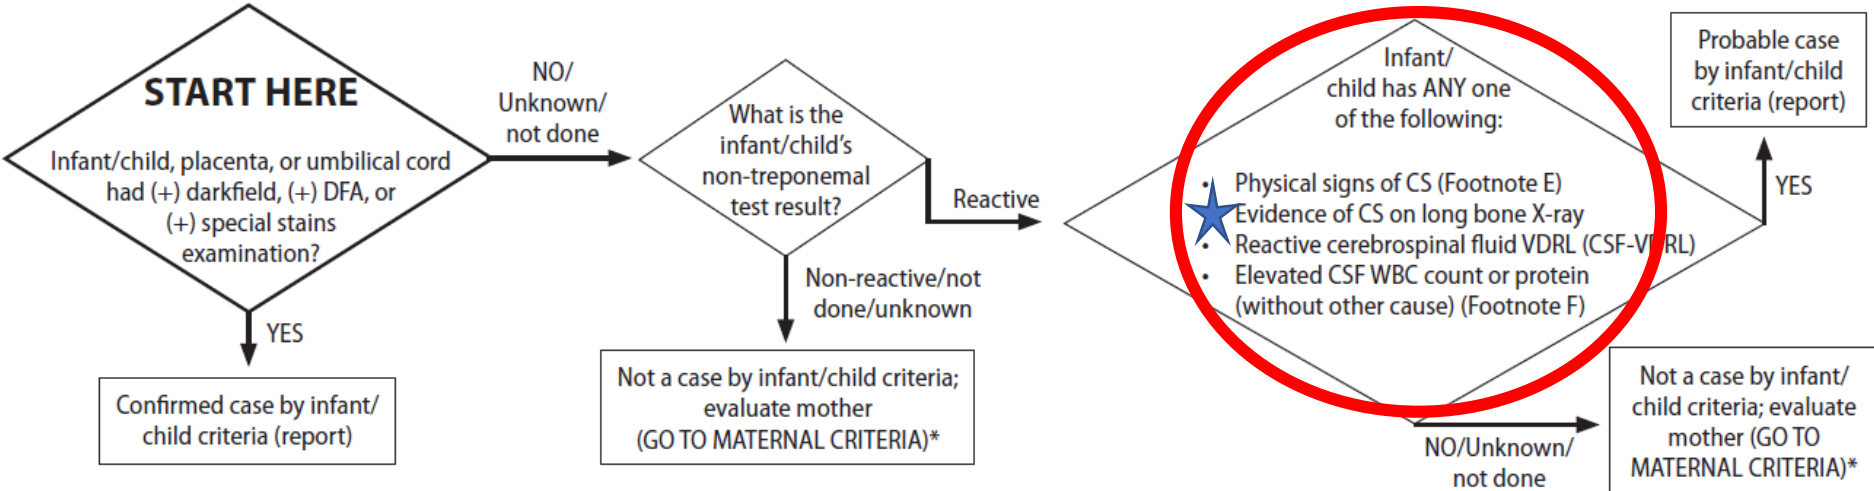 START HERE
Infant/child, placenta, or umbilical cord
had (+) darkfield, (+) DFA, or
(+) special stains
examination?
YES
Confirmed case by infant/
child criteria (report)
NO/
Unknown/
not done
What is the
infant/child's
non-treponemal
test result?
Non-reactive/not
done/unknown
Not a case by infant/child criteria;
evaluate mother
(GO TO MATERNAL CRITERIA)*
Reactive
Infant/
child has ANY one
of the following:
• Physical signs of CS (Footnote E)
Evidence of CS on long bone X-ray
• Reactive cerebrospinal fluid VDRL (CSF-VDRL)
• Elevated CSF WBC count or protein
(without other cause) (Footnote F)
YES
Probable case
by infant/child
criteria (report)
NO/Unknown/
not done
Not a case by infant/
child criteria; evaluate
mother (GO TO
MATERNAL CRITERIA)*